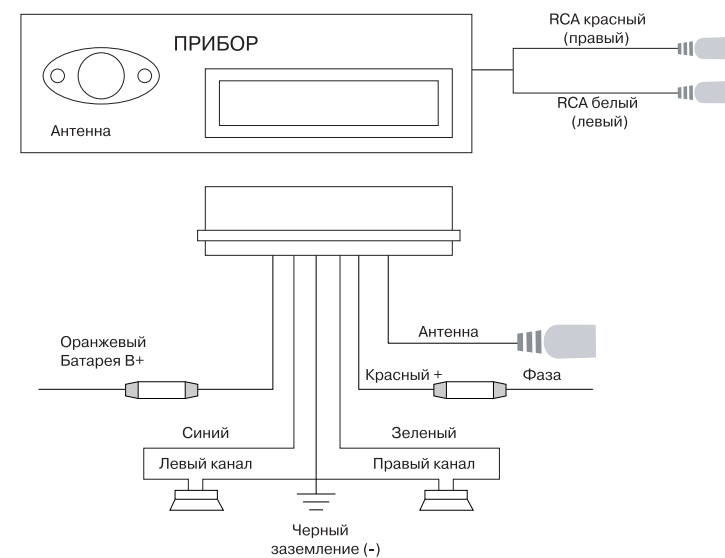 RCA красный
(правый)
ПРИБОР
Антенна
RCA белый
(левый)
Антенна
Оранжевый
Батарея B+
Красный +
Фаза
Синий
Зеленый
Левый канал
Правый канал
Черный
заземление (-)